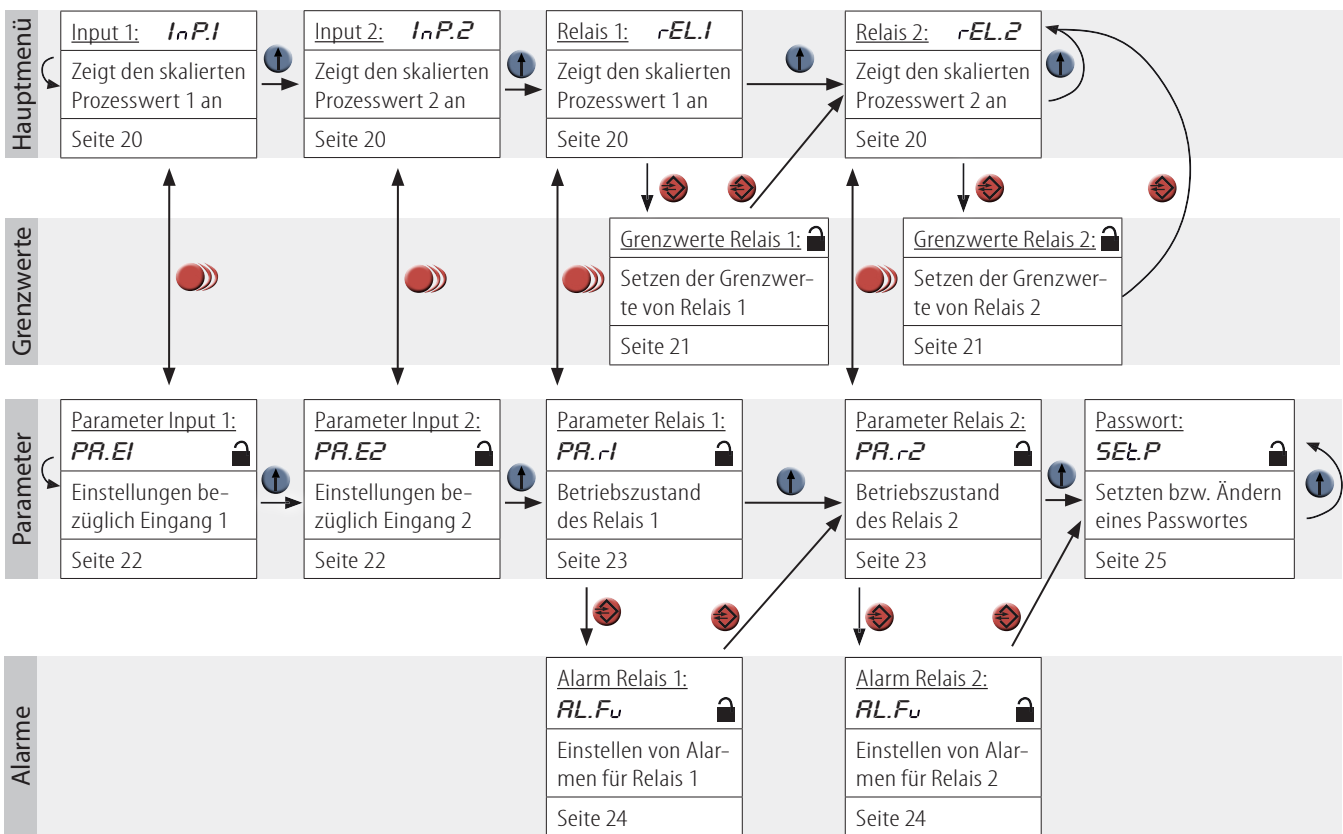 Hauptmenü
Input 1: InP.1
Zeigt den skalierten
Prozesswert 1 an
Seite 20
Input 2: InP.2
Zeigt den skalierten
Prozesswert 2 an
Seite 20
Relais 1: rEL.1
Zeigt den skalierten
Prozesswert 1 an
Seite 20
Relais 2: rEL.2
Zeigt den skalierten
Prozesswert 2 an
Seite 20
Grenzwerte
Grenzwerte Relais 1:
Setzen der Grenzwer-
te von Relais 1
Seite 21
Grenzwerte Relais 2:
Setzen der Grenzwer-
te von Relais 2
Seite 21
Parameter
Parameter Input 1:
PA.E1
Einstellungen be-
züglich Eingang 1
Seite 22
Parameter Input 2:
PA.E2
Einstellungen be-
züglich Eingang 2
Seite 22
Parameter Relais 1:
PA.r1
Betriebszustand
des Relais 1
Seite 23
Parameter Relais 2:
PA.r2
Betriebszustand
des Relais 2
Seite 23
Passwort:
SEt.P
Setzten bzw. Ändern
eines Passwortes
Seite 25
Alarme
Alarm Relais 1:
AL.Fu
Einstellen von Alar-
men für Relais 1
Seite 24
Alarm Relais 2:
AL.Fu
Einstellen von Alar-
men für Relais 2
Seite 24